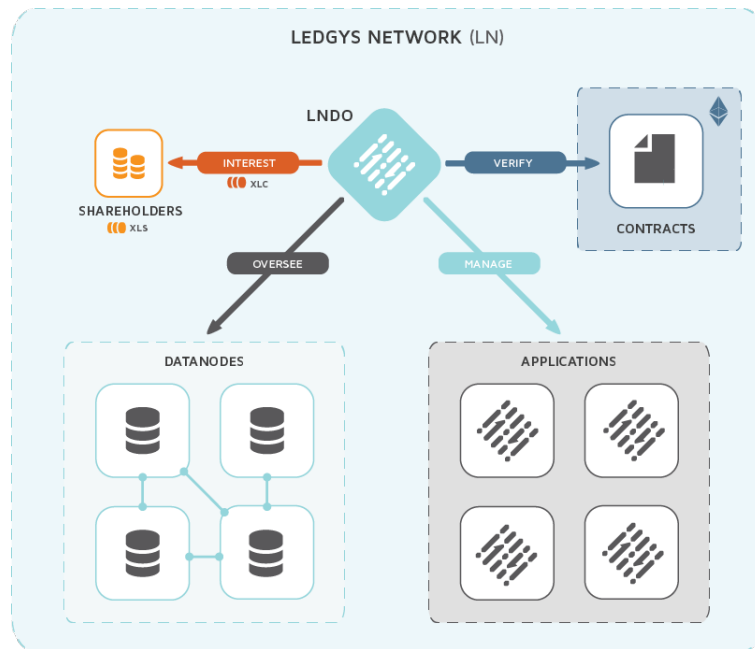 LEDGYS NETWORK (LN)
LNDO
INTEREST
XLC
VERIFY
SHAREHOLDERS
XLS
CONTRACTS
OVERSEE
MANAGE
DATANODES
APPLICATIONS